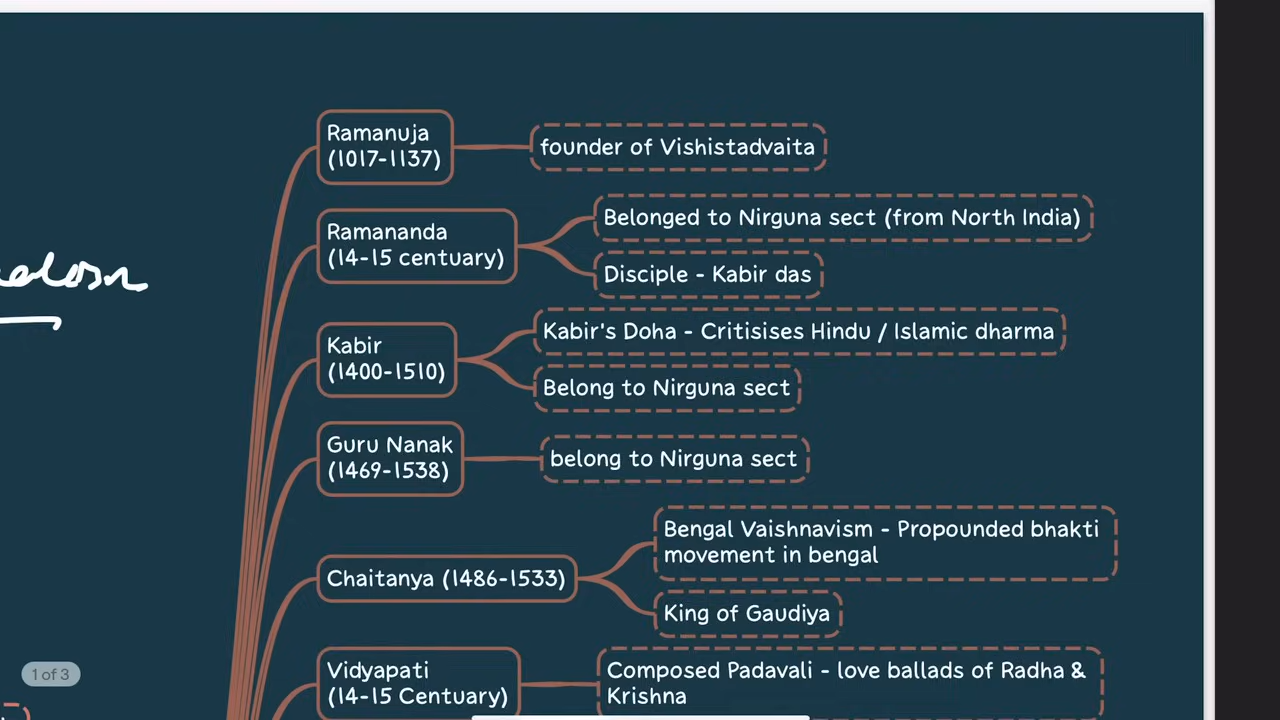 Ramanuja
(1017-1137)
founder of Vishistadvaita
Ramananda
(14-15 centuary)
Belonged to Nirguna sect (from North India)
Disciple - Kabir das
Kabir
(1400-1510)
Kabir's Doha - Critisises Hindu / Islamic dharma
Belong to Nirguna sect
Guru Nanak
(1469-1538)
belong to Nirguna sect
Chaitanya (1486-1533)
Bengal Vaishnavism - Propounded bhakti
movement in bengal
King of Gaudiya
Vidyapati
(14-15 Centuary)
Composed Padavali - love ballads of Radha &
Krishna
1 of 3